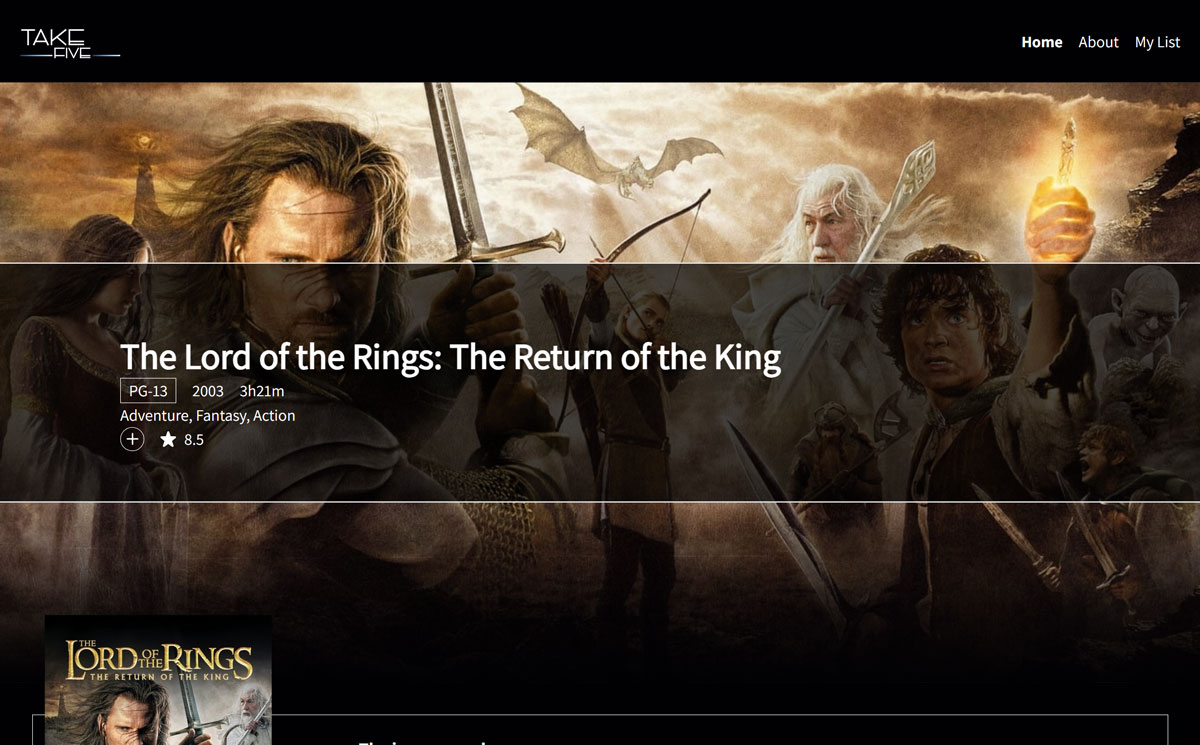 TAKE
FIVE
Home About My List
The Lord of the Rings: The Return of the King
PG-13 2003 3h21m
Adventure, Fantasy, Action
8.5
THE
LORD OF THE RINGS
THE RETURN OF THE KING